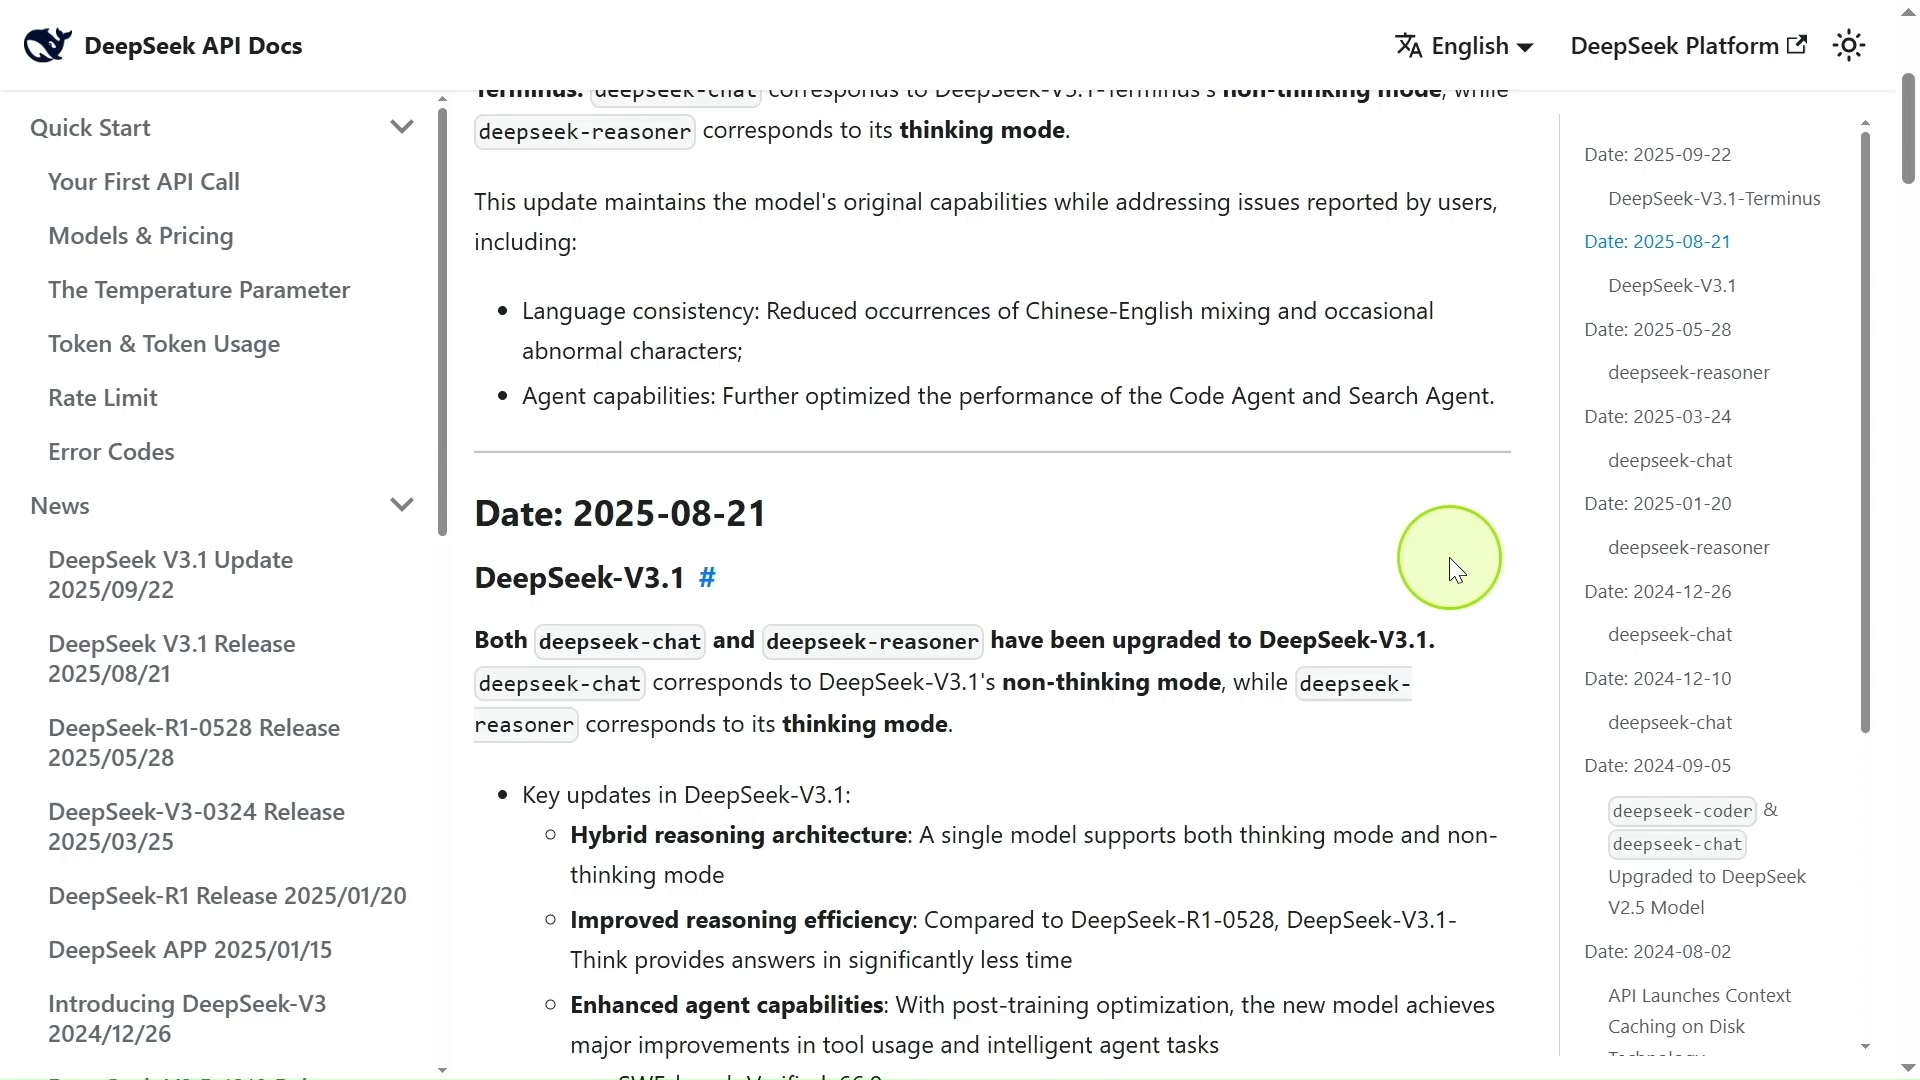 DeepSeek API Docs
English
DeepSeek Platform
Quick Start
Your First API Call
Models & Pricing
The Temperature Parameter
Token & Token Usage
Rate Limit
Error Codes
News
DeepSeek V3.1 Update
2025/09/22
DeepSeek V3.1 Release
2025/08/21
DeepSeek-R1-0528 Release
2025/05/28
DeepSeek-V3-0324 Release
2025/03/25
DeepSeek-R1 Release 2025/01/20
DeepSeek APP 2025/01/15
Introducing DeepSeek-V3
2024/12/26
Terminus. deepseek-chat corresponds to DeepSeek-V3.1-Terminus's non-thinking mode, while
deepseek-reasoner corresponds to its thinking mode.
This update maintains the model's original capabilities while addressing issues reported by users,
including:
• Language consistency: Reduced occurrences of Chinese-English mixing and occasional
abnormal characters;
• Agent capabilities: Further optimized the performance of the Code Agent and Search Agent.
Date: 2025-08-21
DeepSeek-V3.1 #
Both deepseek-chat and deepseek-reasoner have been upgraded to DeepSeek-V3.1.
deepseek-chat corresponds to DeepSeek-V3.1's non-thinking mode, while deepseek-
reasoner corresponds to its thinking mode.
• Key updates in DeepSeek-V3.1:
○ Hybrid reasoning architecture: A single model supports both thinking mode and non-
thinking mode
○ Improved reasoning efficiency: Compared to DeepSeek-R1-0528, DeepSeek-V3.1-
Think provides answers in significantly less time
○ Enhanced agent capabilities: With post-training optimization, the new model achieves
major improvements in tool usage and intelligent agent tasks
Date: 2025-09-22
DeepSeek-V3.1-Terminus
Date: 2025-08-21
DeepSeek-V3.1
Date: 2025-05-28
deepseek-reasoner
Date: 2025-03-24
deepseek-chat
Date: 2025-01-20
deepseek-reasoner
Date: 2024-12-26
deepseek-chat
Date: 2024-12-10
deepseek-chat
Date: 2024-09-05
deepseek-coder &
deepseek-chat
Upgraded to DeepSeek
V2.5 Model
Date: 2024-08-02
API Launches Context
Caching on Disk